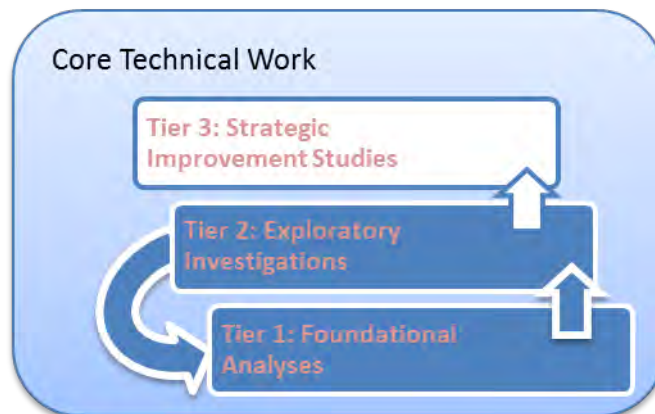 Core Technical Work
Tier 3: Strategic
Improvement Studies
Tier 2: Exploratory
Investigations
Tier 1: Foundational
Analyses